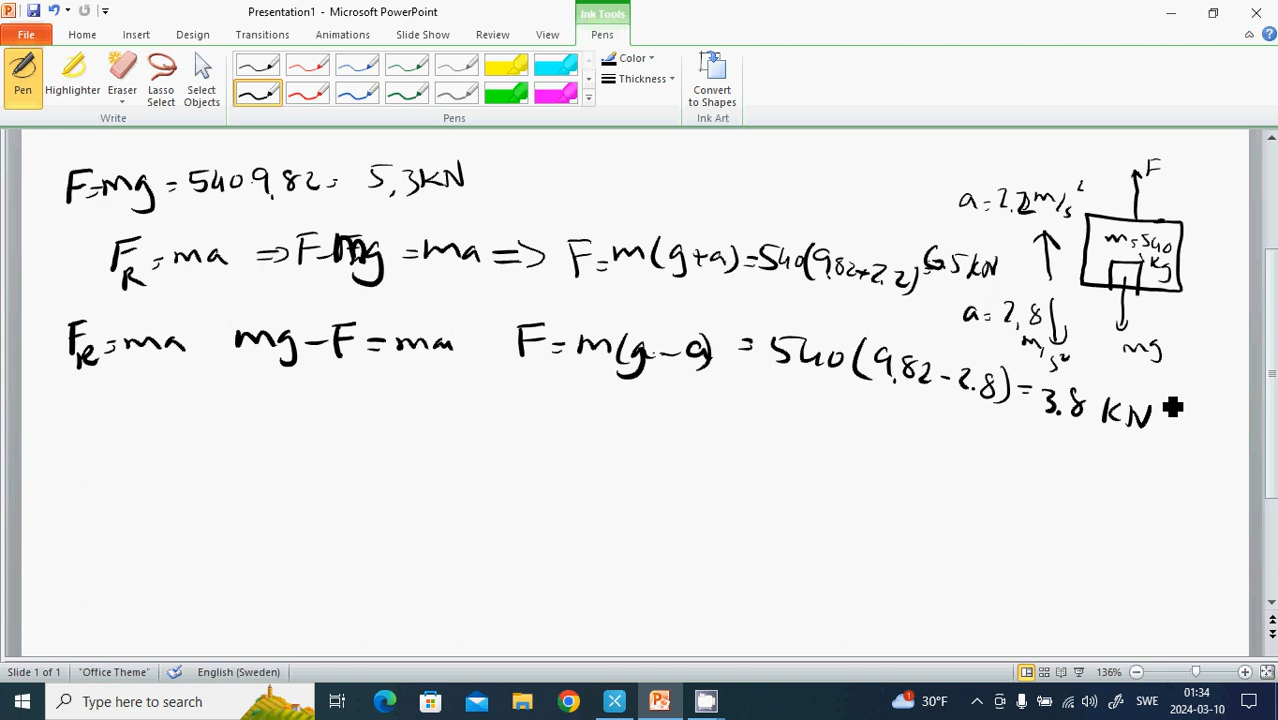 Presentation1 - Microsoft PowerPoint
Ink Tools
File Home Insert Design Transitions Animations Slide Show Review View Pens
Pen Highlighter Eraser Lasso Select Select Objects
Color
Thickness
Convert to Shapes
Write Pens Ink Art
F=mg = 540 9,82 = 5,3KN
F
a=2.2 m/s²
m=540 kg
F_R = ma => F-mg = ma => F=m(g+a)=540(9,82+2.2)=6.5KN
a=2,8 m/s²
mg
F_R = ma mg-F=ma F=m(g-a) = 540(9.82-2.8)= 3.8 KN
Slide 1 of 1 "Office Theme" English (Sweden) 136%
Type here to search
1 30°F SWE 01:34
2024-03-10